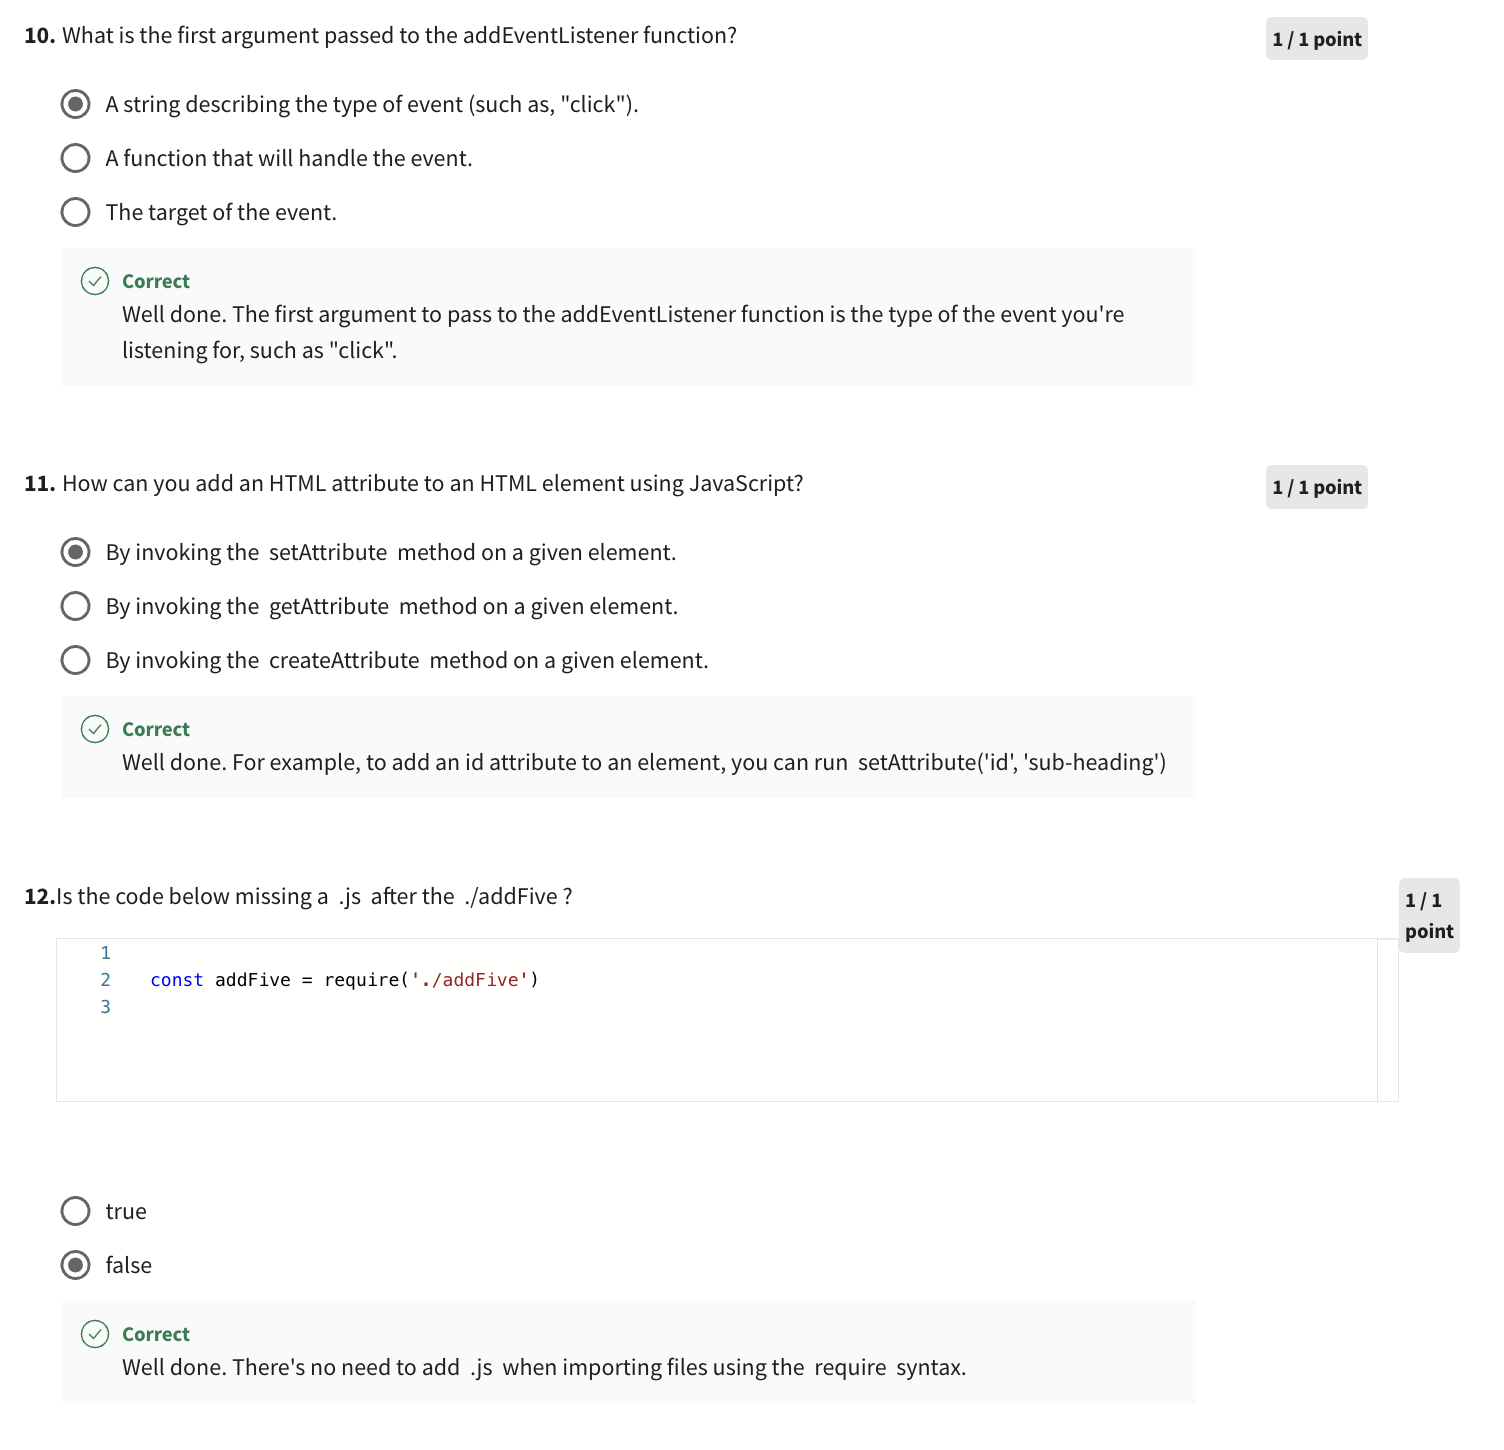 10. What is the first argument passed to the addEventListener function?
1 / 1 point
A string describing the type of event (such as, "click").
A function that will handle the event.
The target of the event.
Correct
Well done. The first argument to pass to the addEventListener function is the type of the event you're
listening for, such as "click".
11. How can you add an HTML attribute to an HTML element using JavaScript?
1 / 1 point
By invoking the setAttribute method on a given element.
By invoking the getAttribute method on a given element.
By invoking the createAttribute method on a given element.
Correct
Well done. For example, to add an id attribute to an element, you can run setAttribute('id', 'sub-heading')
12.Is the code below missing a .js after the ./addFive ?
1 / 1
point
1
2 const addFive = require('./addFive')
3
true
false
Correct
Well done. There's no need to add .js when importing files using the require syntax.